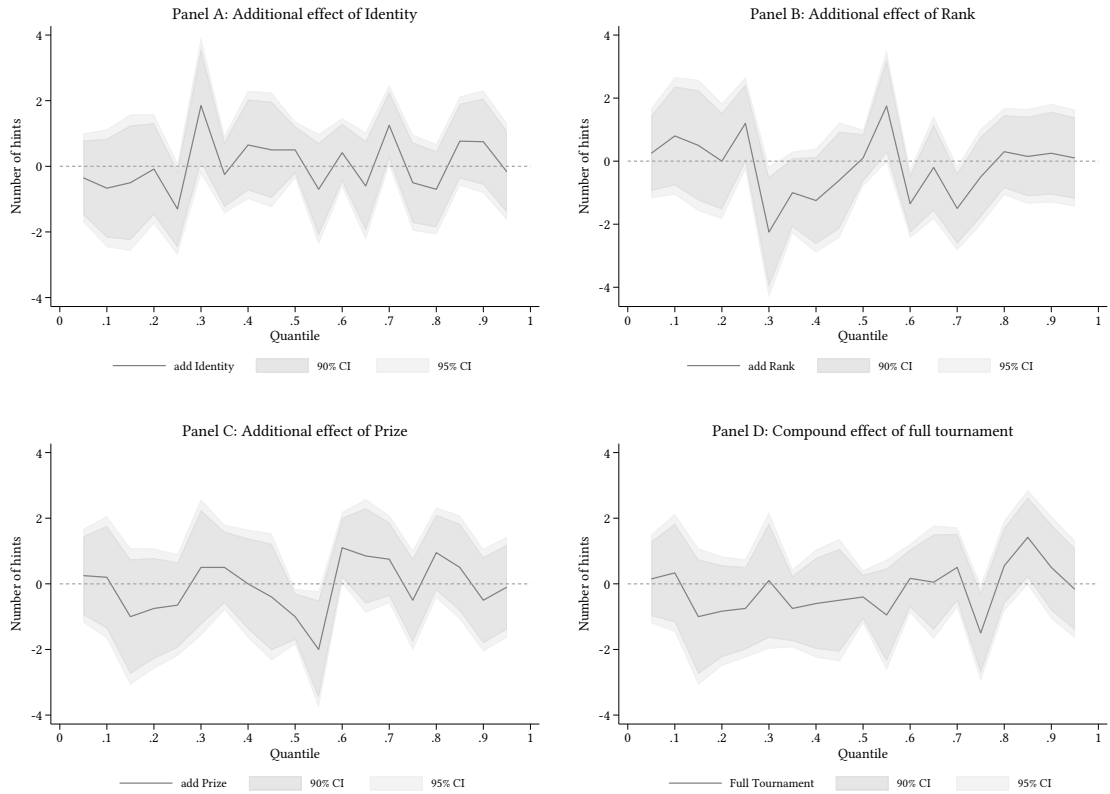 Panel A: Additional effect of Identity
Number of hints
4
2
0
-2
-4
0 .1 .2 .3 .4 .5 .6 .7 .8 .9 1
Quantile
add Identity 90% CI 95% CI
Panel B: Additional effect of Rank
Number of hints
4
2
0
-2
-4
0 .1 .2 .3 .4 .5 .6 .7 .8 .9 1
Quantile
add Rank 90% CI 95% CI
Panel C: Additional effect of Prize
Number of hints
4
2
0
-2
-4
0 .1 .2 .3 .4 .5 .6 .7 .8 .9 1
Quantile
add Prize 90% CI 95% CI
Panel D: Compound effect of full tournament
Number of hints
4
2
0
-2
-4
0 .1 .2 .3 .4 .5 .6 .7 .8 .9 1
Quantile
Full Tournament 90% CI 95% CI